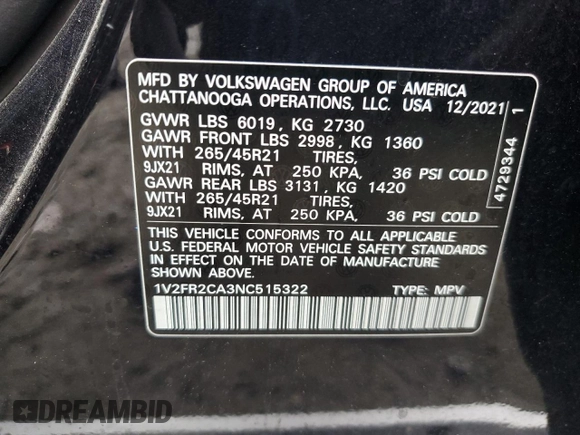 MFD BY VOLKSWAGEN GROUP OF AMERICA
CHATTANOOGA OPERATIONS, LLC. USA 12/2021
GVWR LBS 6019, KG 2730
GAWR FRONT LBS 2998, KG 1360
WITH 265/45R21 TIRES,
9JX21 RIMS, AT 250 KPA, 36 PSI COLD
GAWR REAR LBS 3131, KG 1420
WITH 265/45R21 TIRES,
9JX21 RIMS, AT 250 KPA, 36 PSI COLD
THIS VEHICLE CONFORMS TO ALL APPLICABLE
U.S. FEDERAL MOTOR VEHICLE SAFETY STANDARDS
IN EFFECT ON THE DATE OF MANUFACTURE
SHOWN ABOVE.
1V2FR2CA3NC515322 TYPE: MPV
4729344 1
DREAMBID